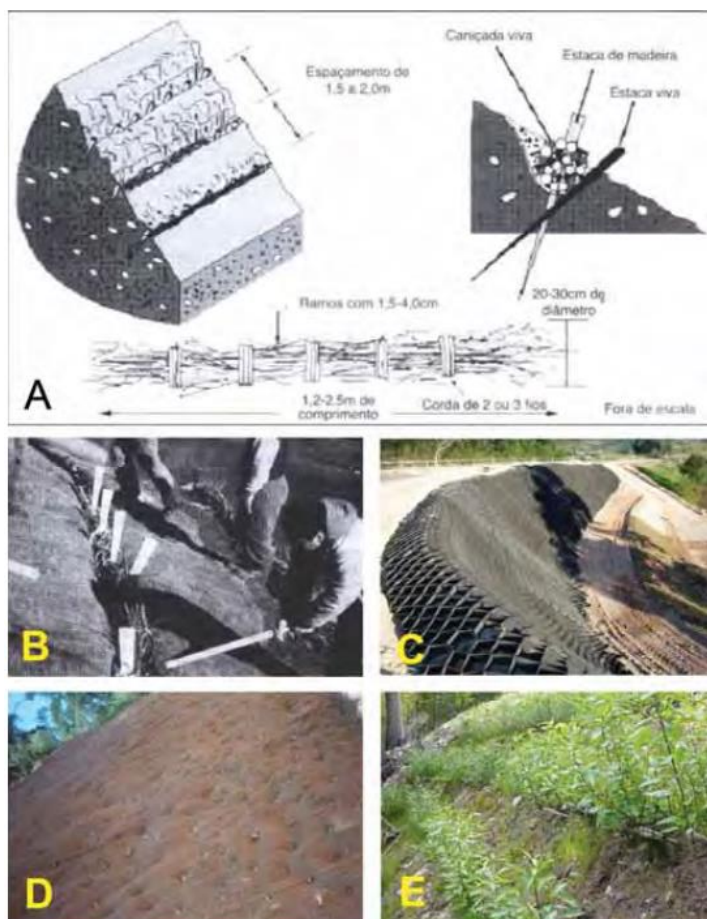 Espaçamento de
1,5 a 2,0m
Caniçada viva
Estaca de madeira
Estaca viva
Ramos com 1,5-4,0cm
20-30cm de
diâmetro
1,2-2.5m de
comprimento
Corda de 2 ou 3 fios
Fora de escala
A
B
C
D
E